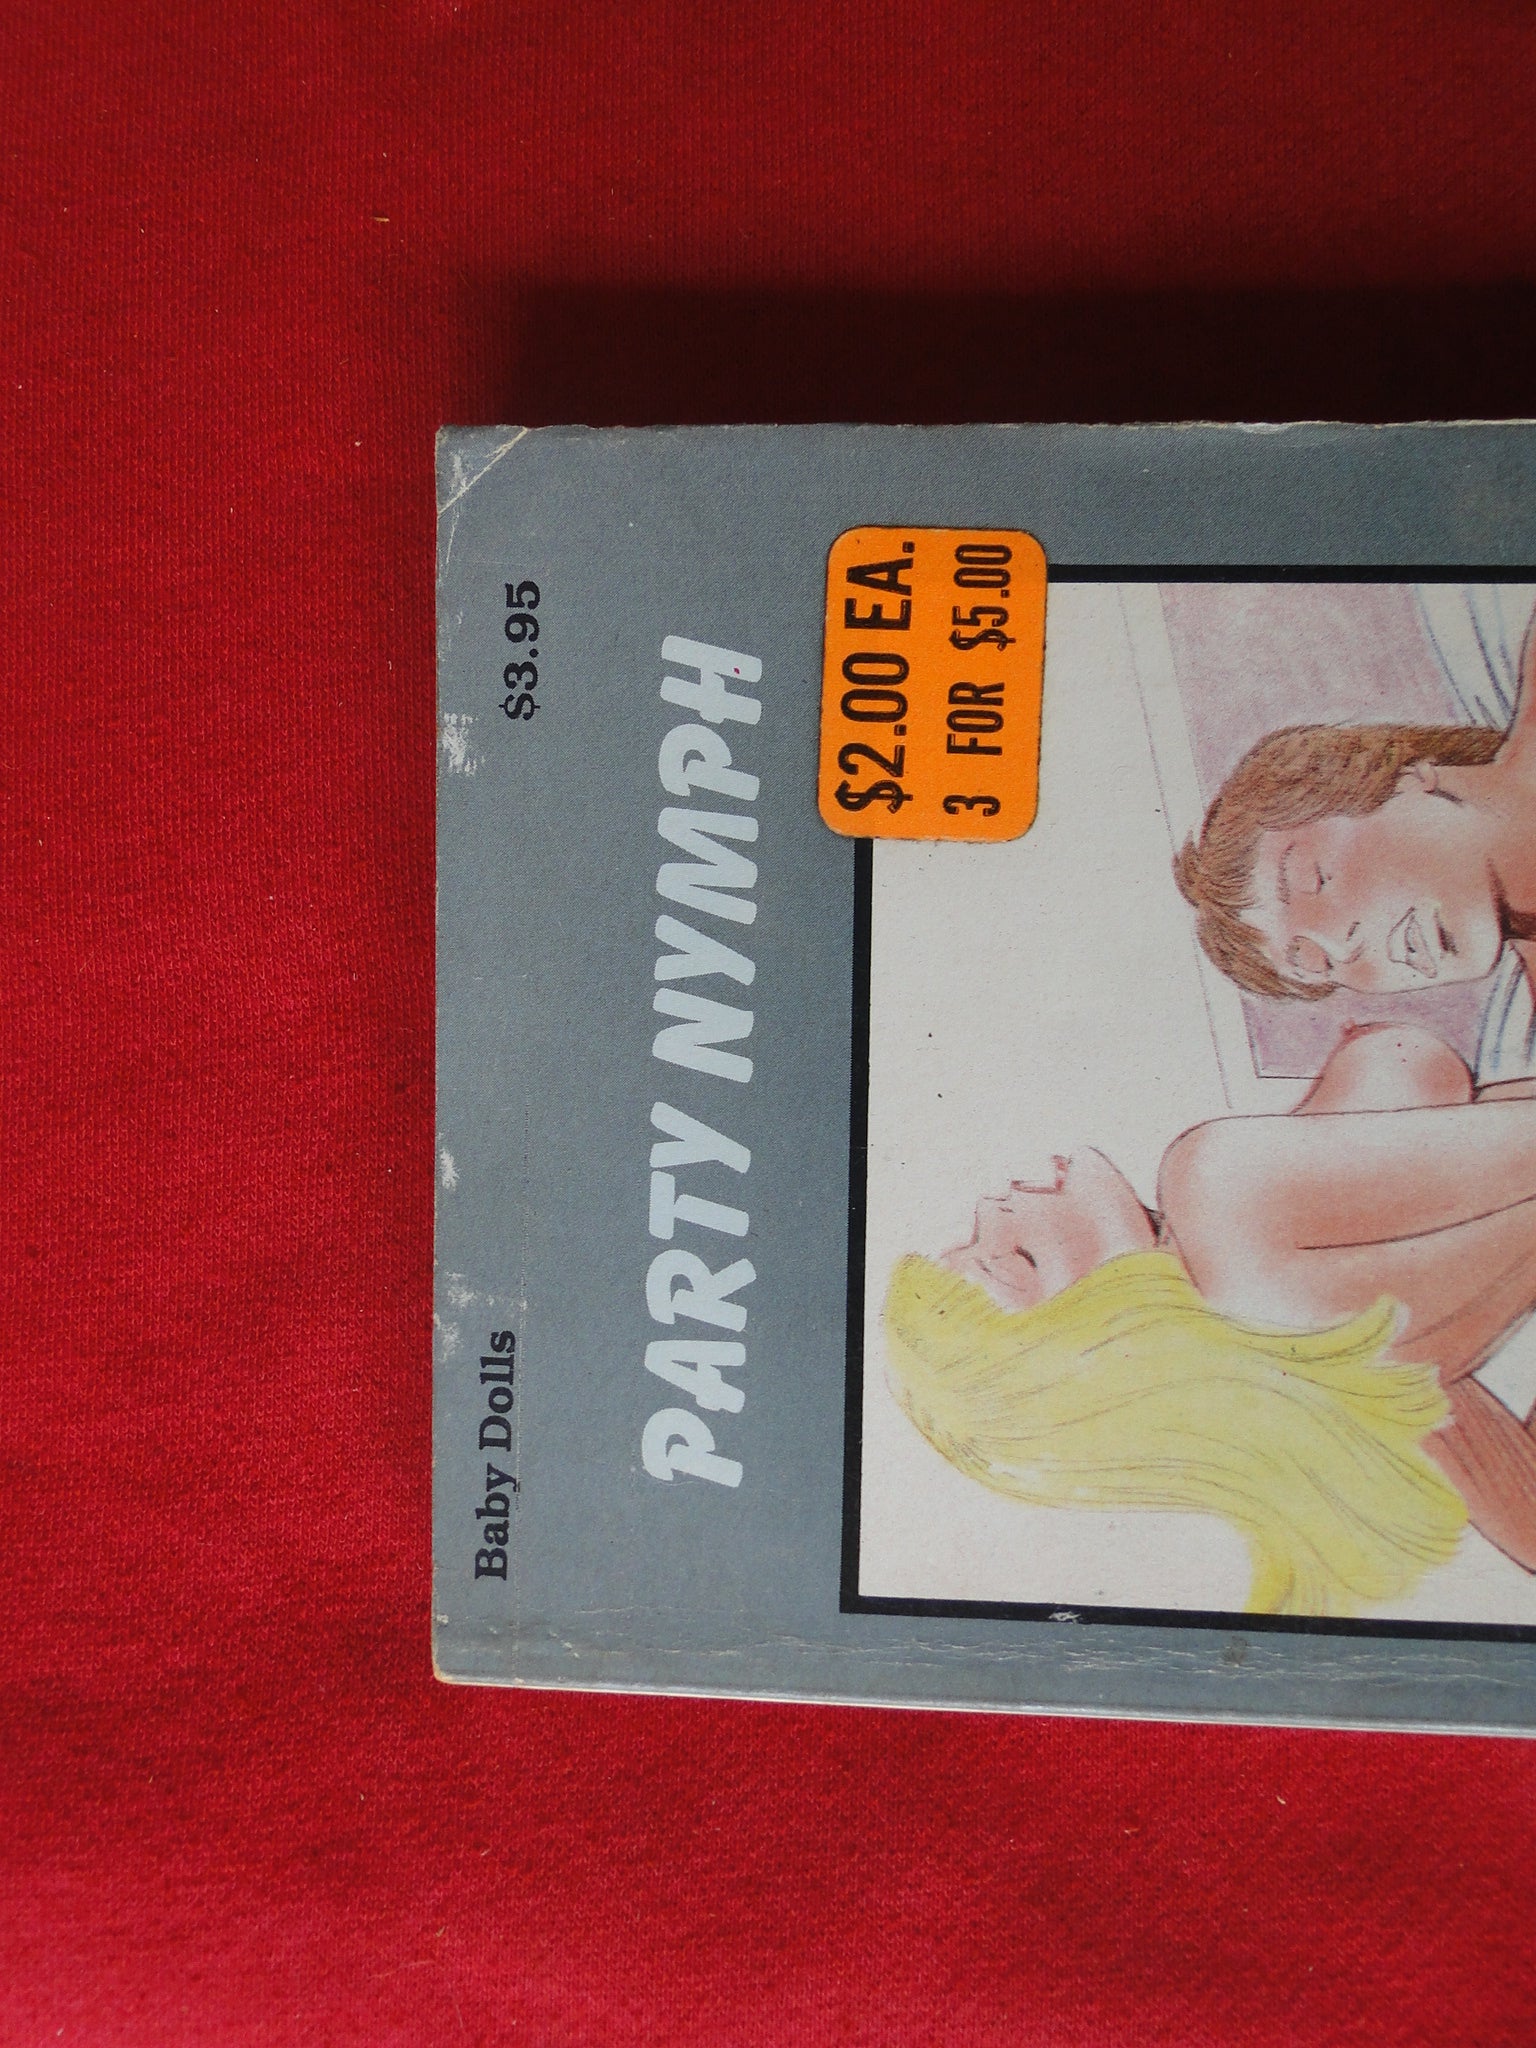 Baby Dolls
$3.95
PARTY NYMPH
$2.00 EA.
3 FOR $5.00